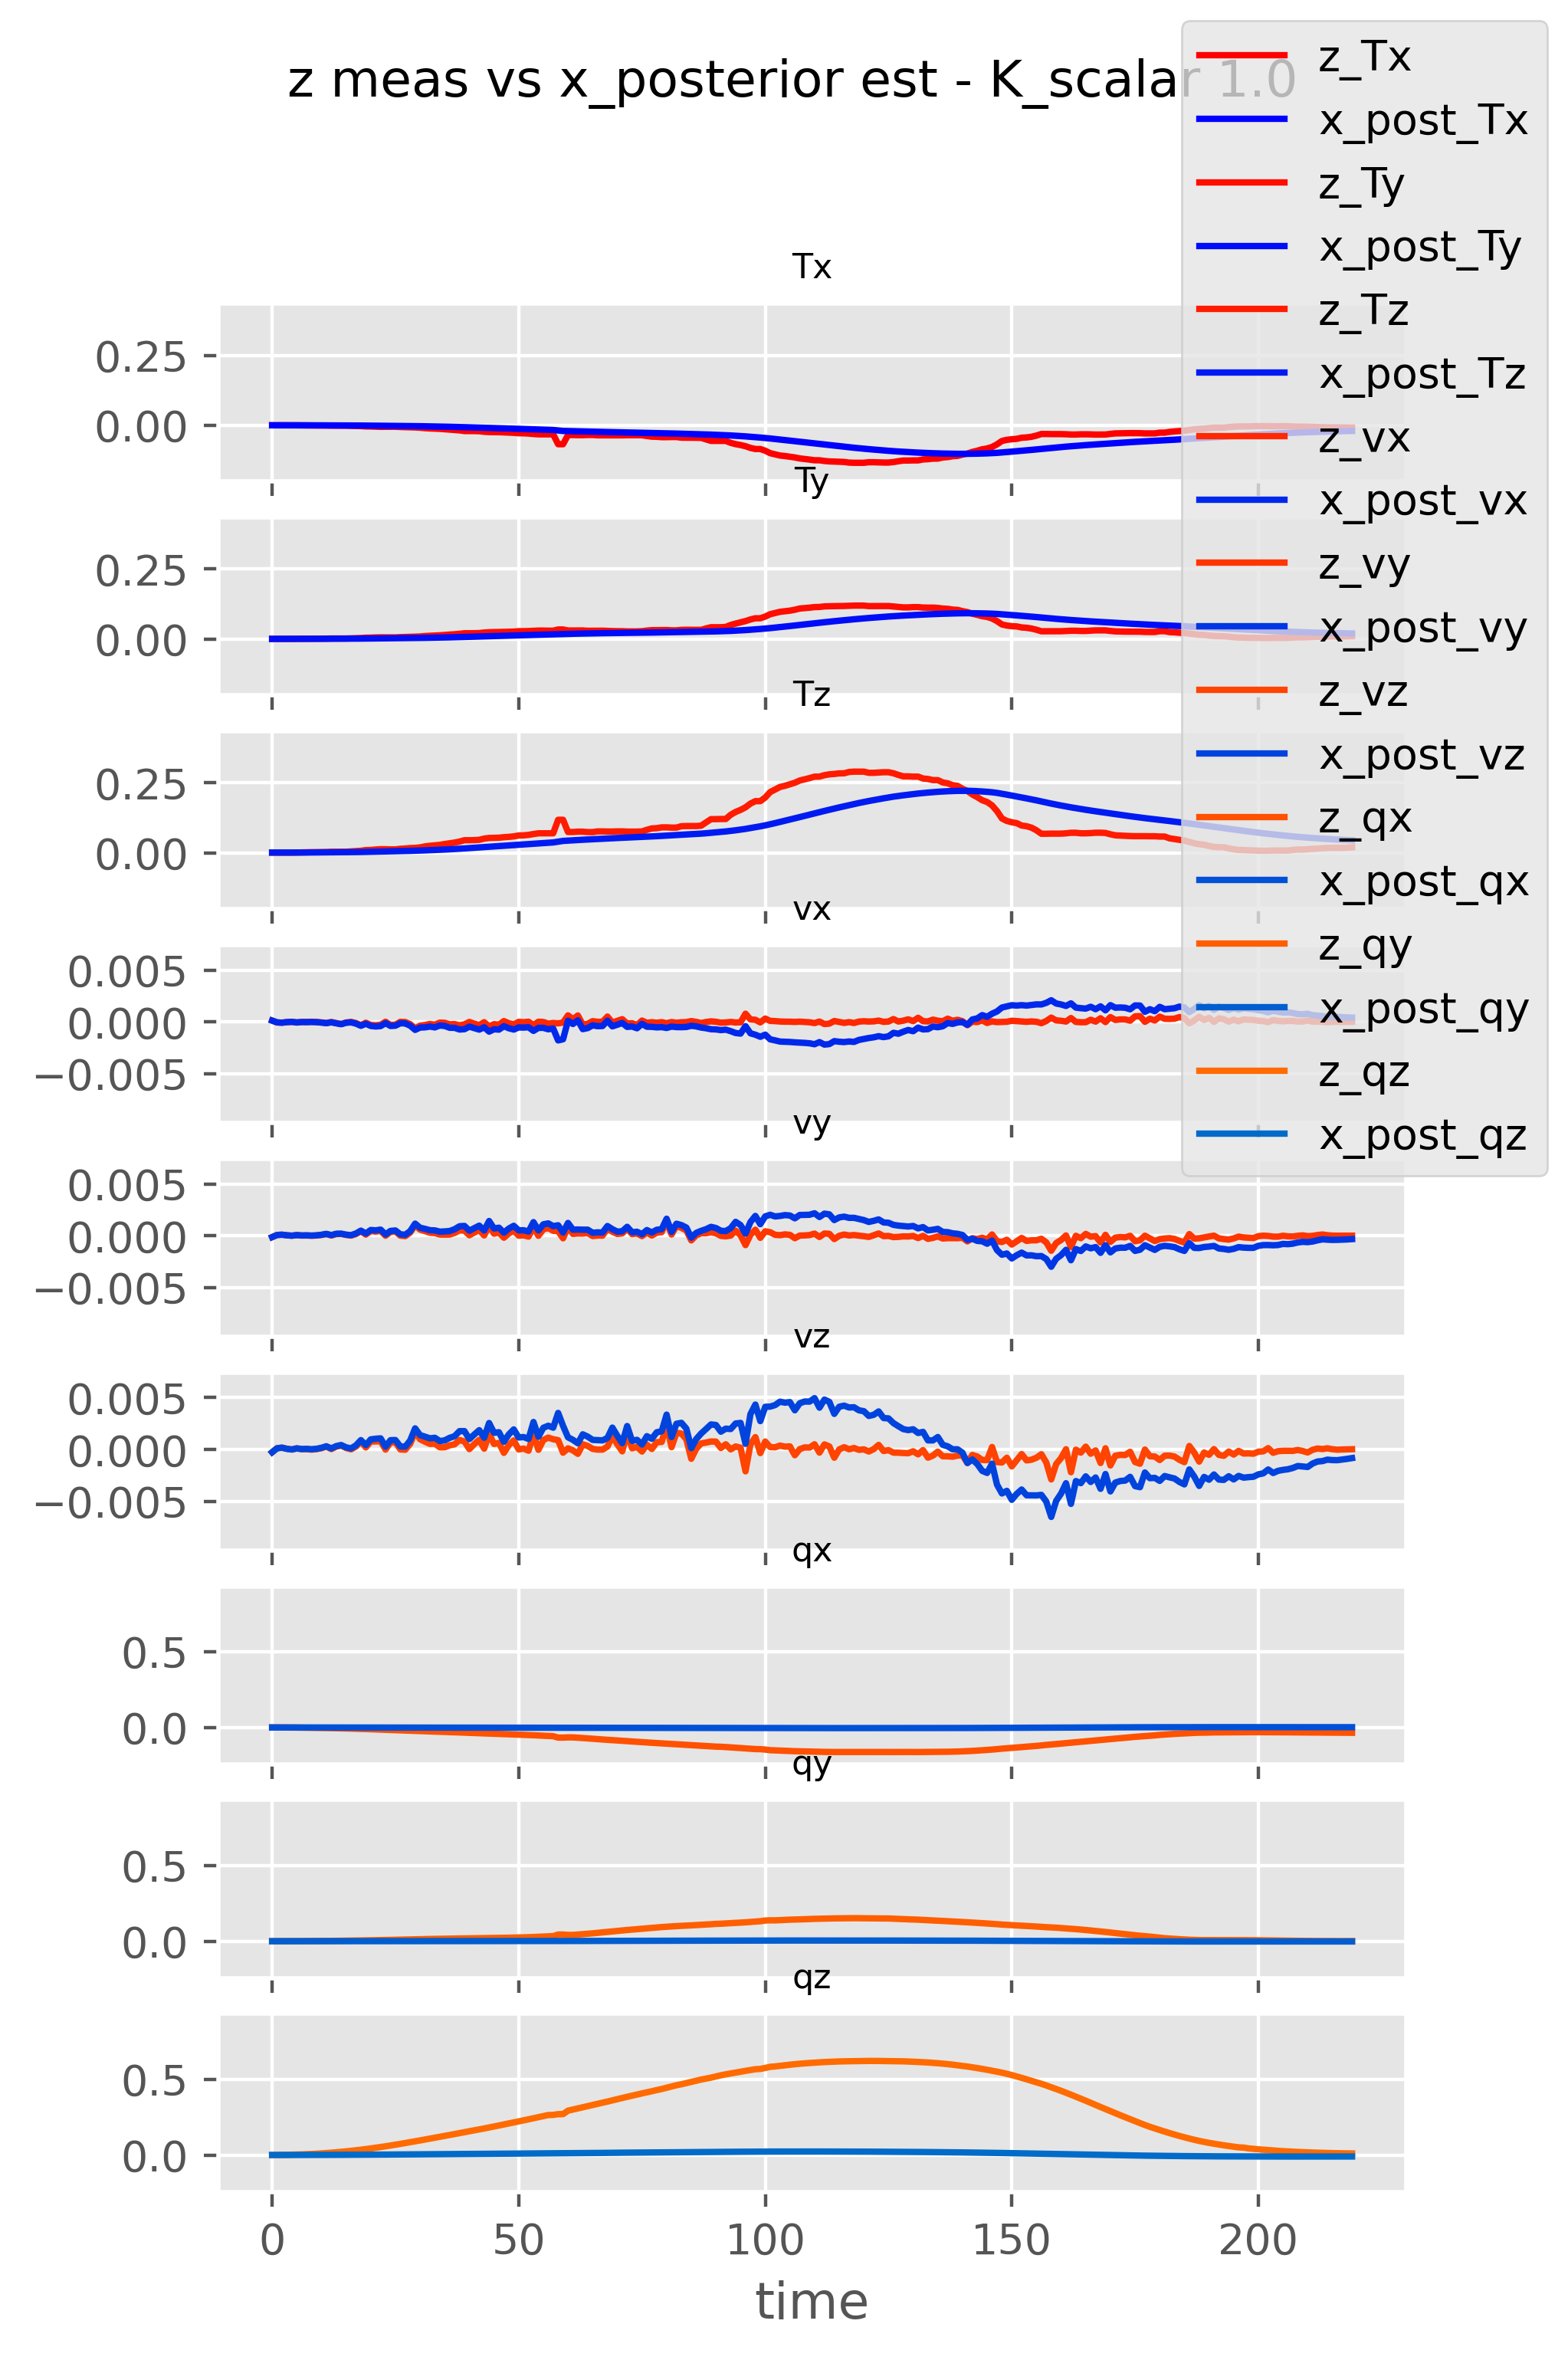 z meas vs x_posterior est - K_scalar 1.0
z_Tx
x_post_Tx
z_Ty
x_post_Ty
z_Tz
x_post_Tz
z_vx
x_post_vx
z_vy
x_post_vy
z_vz
x_post_vz
z_qx
x_post_qx
z_qy
x_post_qy
z_qz
x_post_qz
Tx
0.25
0.00
Ty
0.25
0.00
Tz
0.25
0.00
vx
0.005
0.000
−0.005
vy
0.005
0.000
−0.005
vz
0.005
0.000
−0.005
qx
0.5
0.0
qy
0.5
0.0
qz
0.5
0.0
0 50 100 150 200
time